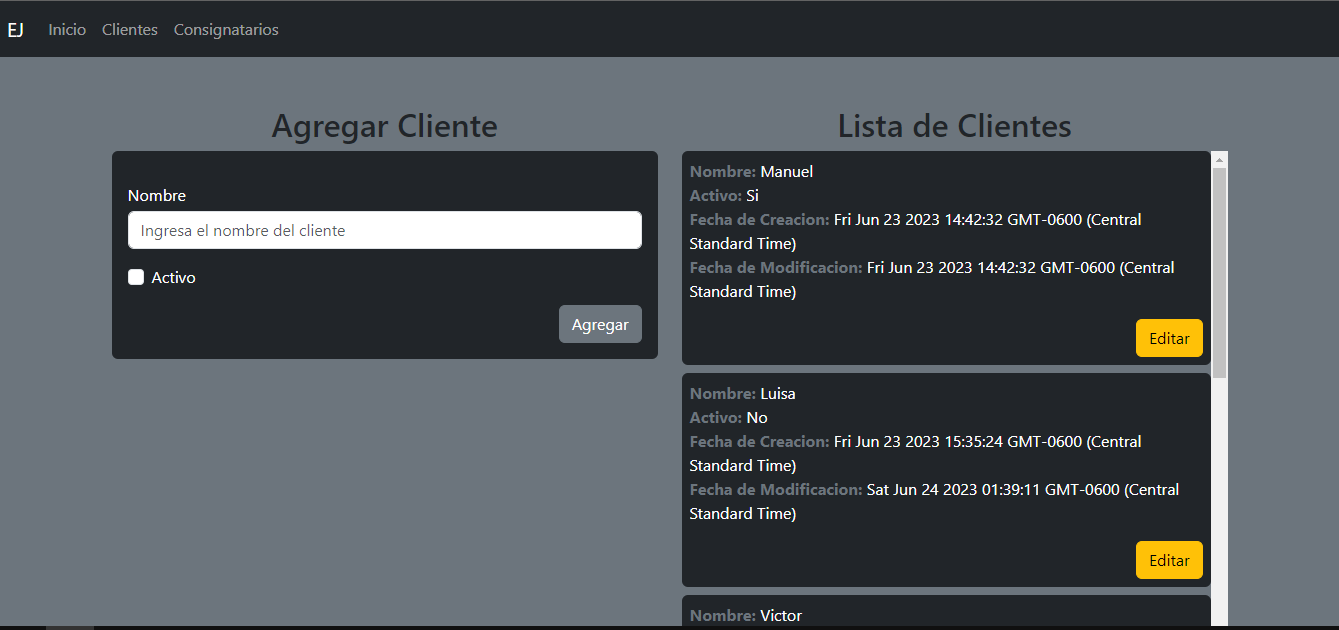 EJ Inicio Clientes Consignatarios
Agregar Cliente
Nombre
Ingresa el nombre del cliente
Activo
Agregar
Lista de Clientes
Nombre: Manuel
Activo: Si
Fecha de Creacion: Fri Jun 23 2023 14:42:32 GMT-0600 (Central
Standard Time)
Fecha de Modificacion: Fri Jun 23 2023 14:42:32 GMT-0600 (Central
Standard Time)
Editar
Nombre: Luisa
Activo: No
Fecha de Creacion: Fri Jun 23 2023 15:35:24 GMT-0600 (Central
Standard Time)
Fecha de Modificacion: Sat Jun 24 2023 01:39:11 GMT-0600 (Central
Standard Time)
Editar
Nombre: Victor